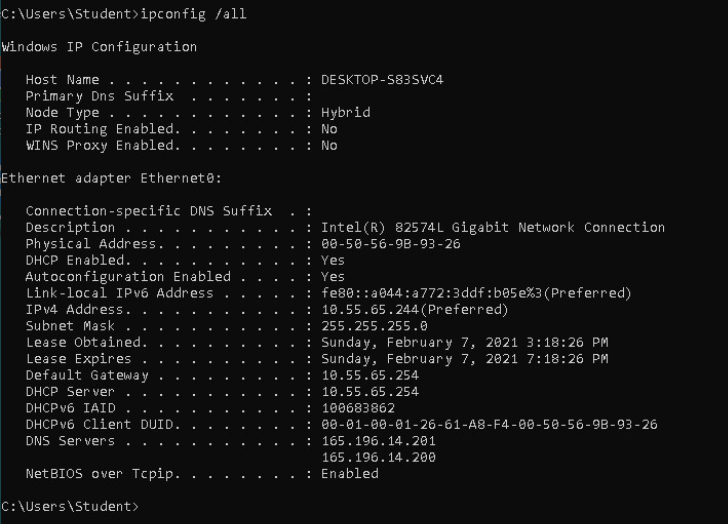 C:\Users\Student>ipconfig /all
Windows IP Configuration
Host Name . . . . . . . . . . . . : DESKTOP-S83SVC4
Primary Dns Suffix  . . . . . . . :
Node Type . . . . . . . . . . . . : Hybrid
IP Routing Enabled. . . . . . . . : No
WINS Proxy Enabled. . . . . . . . : No
Ethernet adapter Ethernet0:
Connection-specific DNS Suffix  . :
Description . . . . . . . . . . . : Intel(R) 82574L Gigabit Network Connection
Physical Address. . . . . . . . . : 00-50-56-9B-93-26
DHCP Enabled. . . . . . . . . . . : Yes
Autoconfiguration Enabled . . . . : Yes
Link-local IPv6 Address . . . . . : fe80::a044:a772:3ddf:b05e%3(Preferred)
IPv4 Address. . . . . . . . . . . : 10.55.65.244(Preferred)
Subnet Mask . . . . . . . . . . . : 255.255.255.0
Lease Obtained. . . . . . . . . . : Sunday, February 7, 2021 3:18:26 PM
Lease Expires . . . . . . . . . . : Sunday, February 7, 2021 7:18:26 PM
Default Gateway . . . . . . . . . : 10.55.65.254
DHCP Server . . . . . . . . . . . : 10.55.65.254
DHCPv6 IAID . . . . . . . . . . . : 100683862
DHCPv6 Client DUID. . . . . . . . : 00-01-00-01-26-61-A8-F4-00-50-56-9B-93-26
DNS Servers . . . . . . . . . . . : 165.196.14.201
165.196.14.200
NetBIOS over Tcpip. . . . . . . . : Enabled
C:\Users\Student>